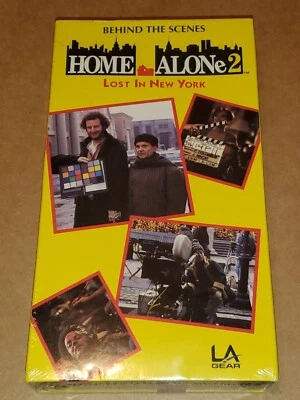 BEHIND THE SCENES
HOME ALONe 2
LOST IN NEW YORK
LA
GEAR